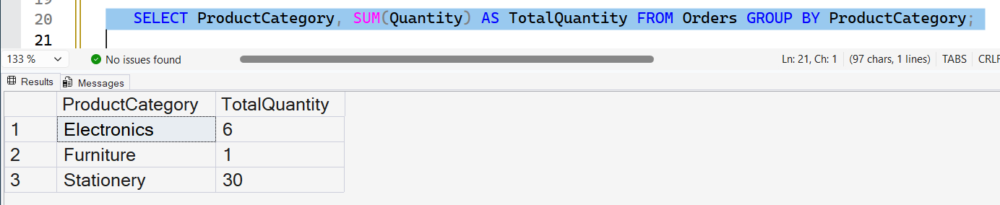 19
20 SELECT ProductCategory, SUM(Quantity) AS TotalQuantity FROM Orders GROUP BY ProductCategory;
21
133 % No issues found Ln: 21, Ch: 1 (97 chars, 1 lines) TABS CRLF
Results Messages
ProductCategory TotalQuantity
1 Electronics 6
2 Furniture 1
3 Stationery 30